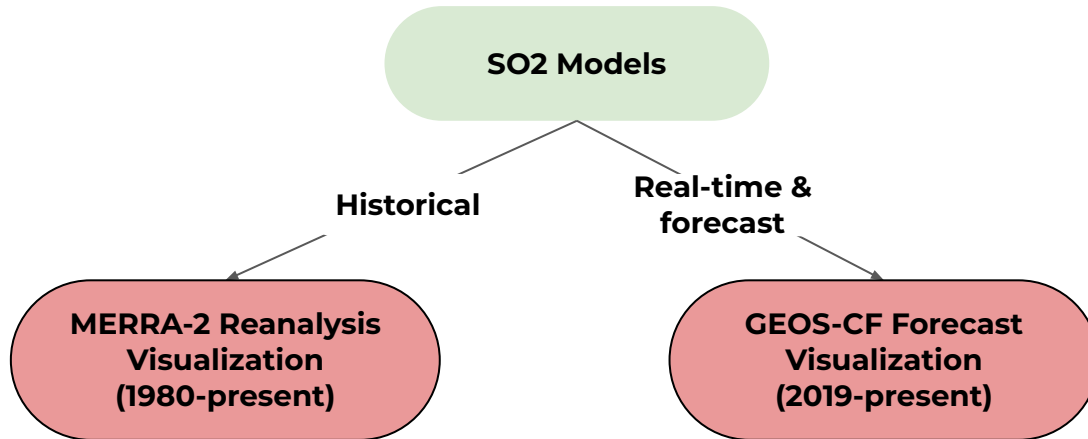 SO2 Models
Historical
Real-time &
forecast
MERRA-2 Reanalysis
Visualization
(1980-present)
GEOS-CF Forecast
Visualization
(2019-present)